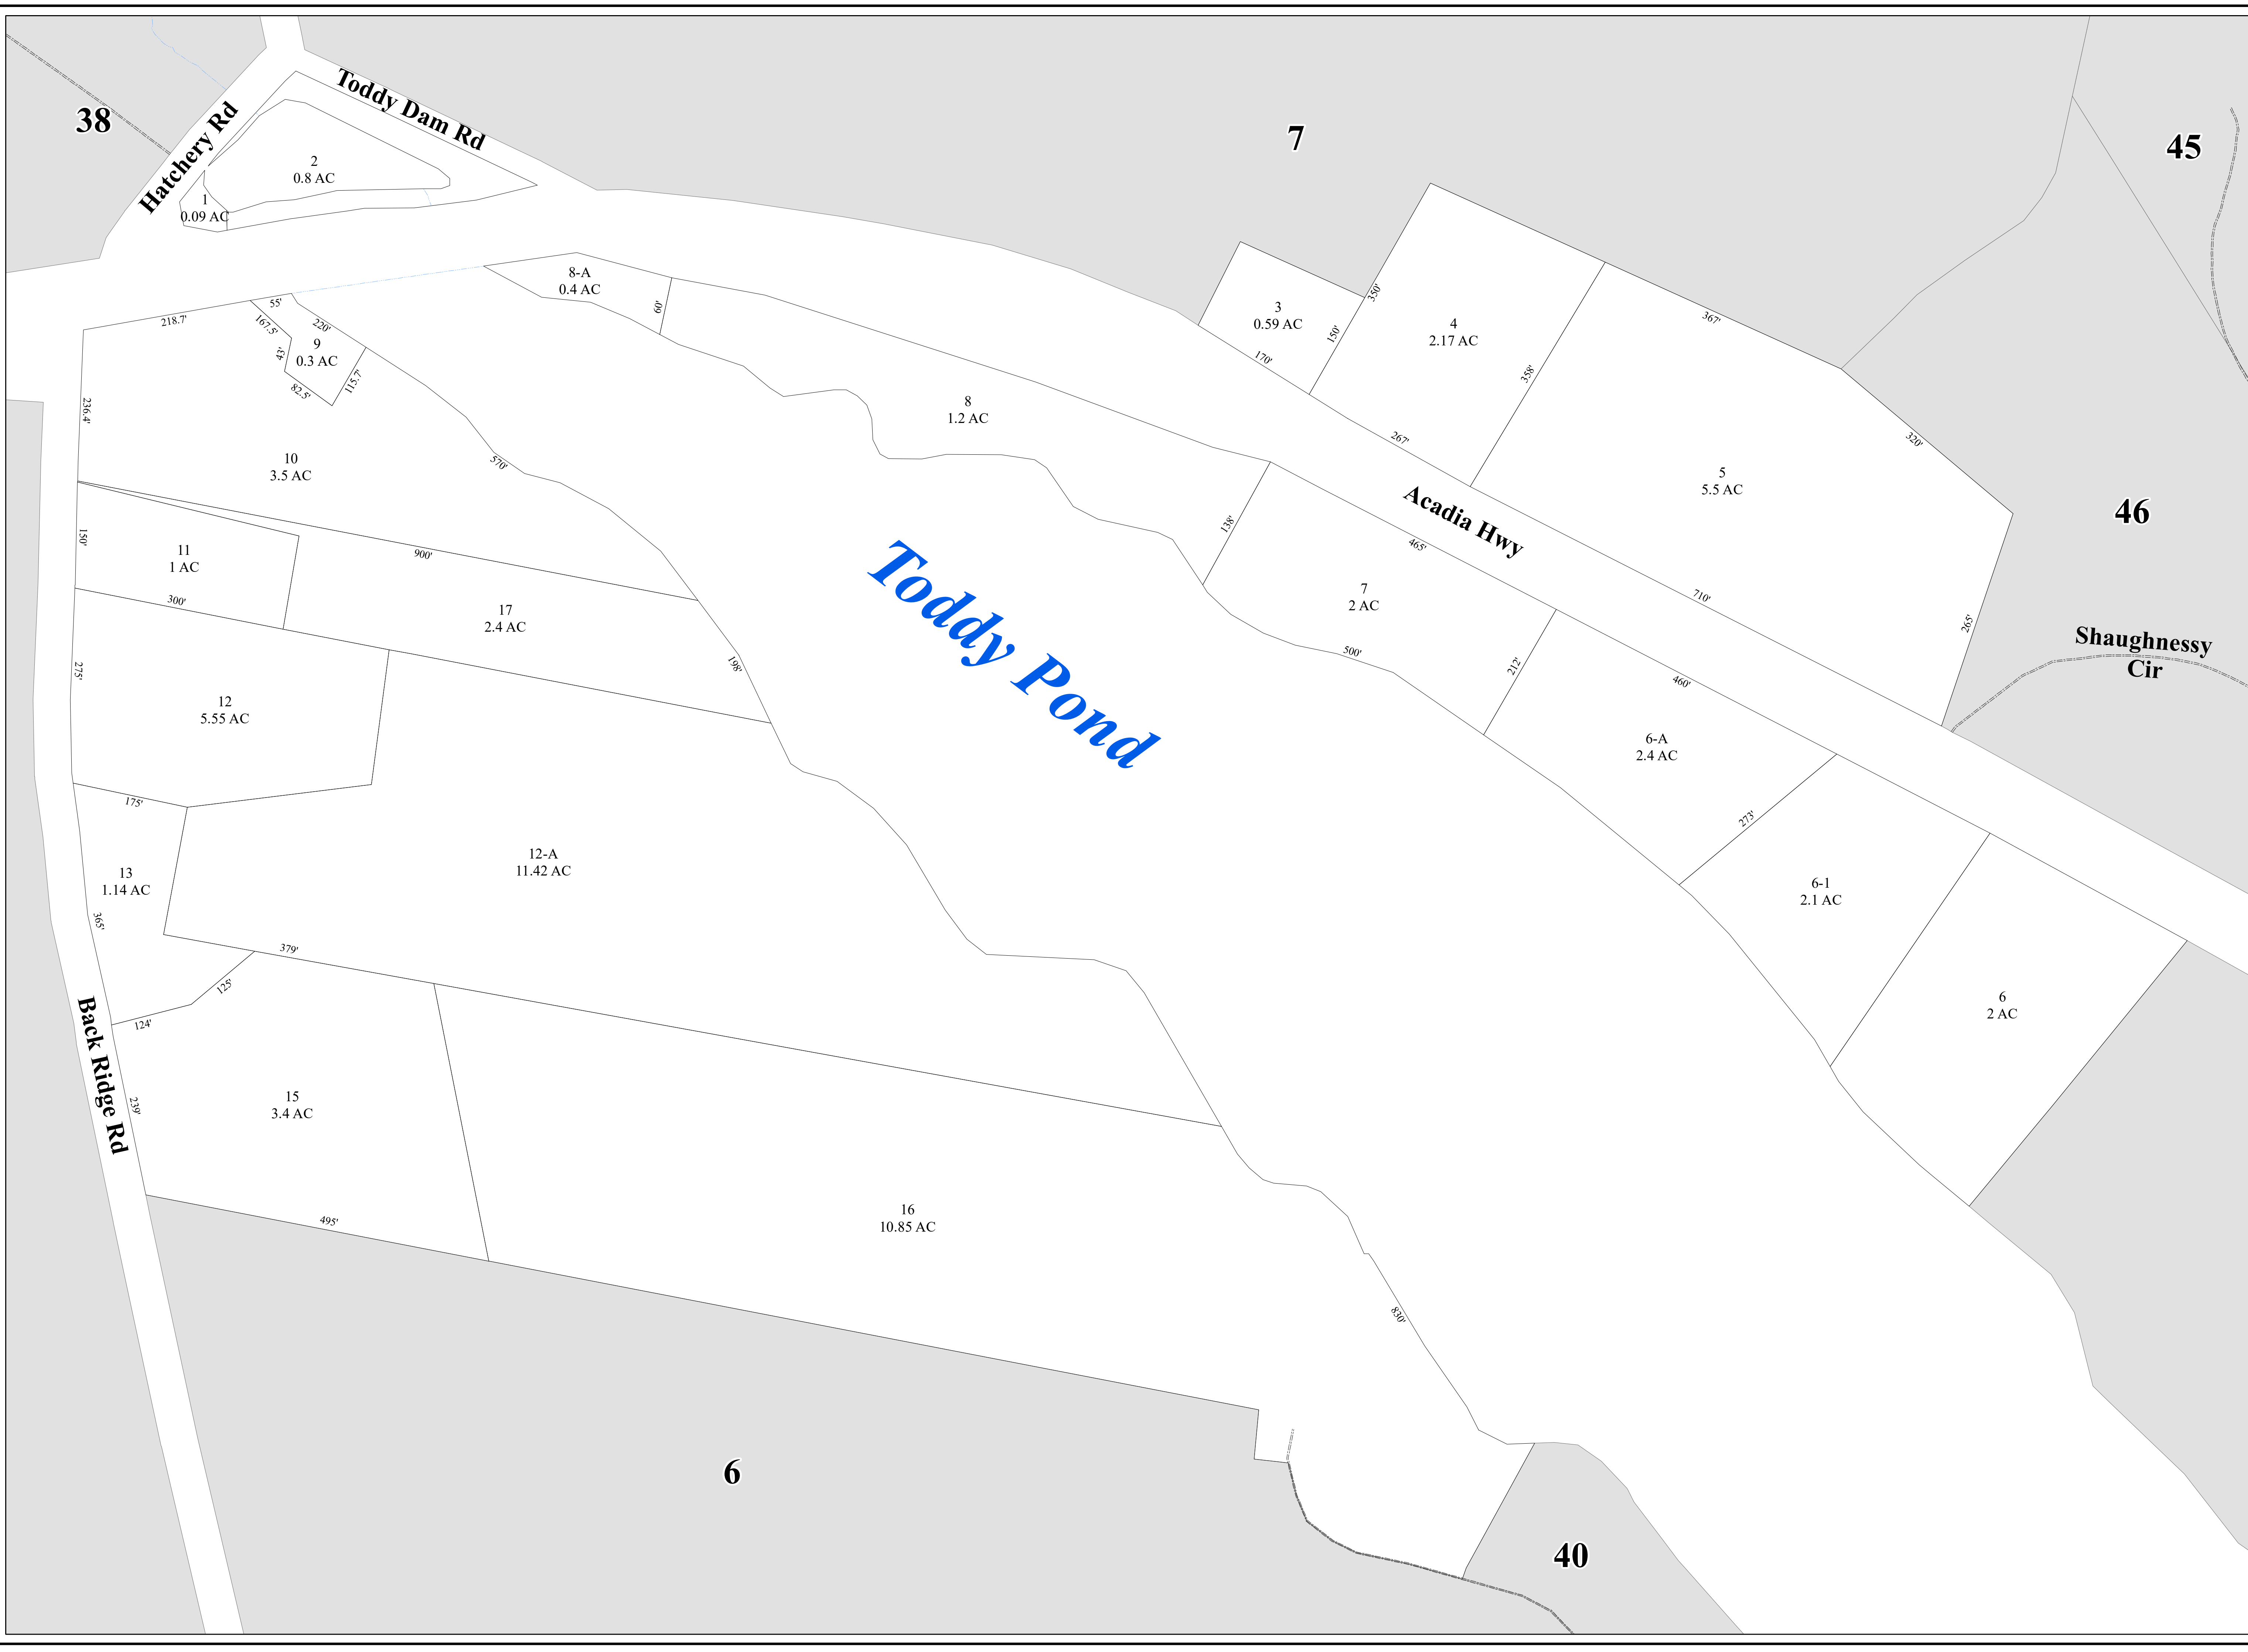 38
Hatchery Rd
Toddy Dam Rd
7
45
2
0.8 AC
1
0.09 AC
8-A
0.4 AC
60'
3
0.59 AC
150'
350'
170'
4
2.17 AC
358'
367'
267'
5
5.5 AC
320'
46
218.7'
55'
167.5'
220'
43'
9
0.3 AC
82.5'
115.7'
236.4'
8
1.2 AC
10
3.5 AC
570'
Acadia Hwy
138'
465'
150'
11
1 AC
900'
Toddy Pond
7
2 AC
710'
265'
Shaughnessy
Cir
300'
17
2.4 AC
198'
500'
212'
460'
275'
12
5.55 AC
6-A
2.4 AC
175'
273'
13
1.14 AC
12-A
11.42 AC
6-1
2.1 AC
365'
379'
125'
124'
6
2 AC
Back Ridge Rd
239'
15
3.4 AC
495'
16
10.85 AC
830'
6
40